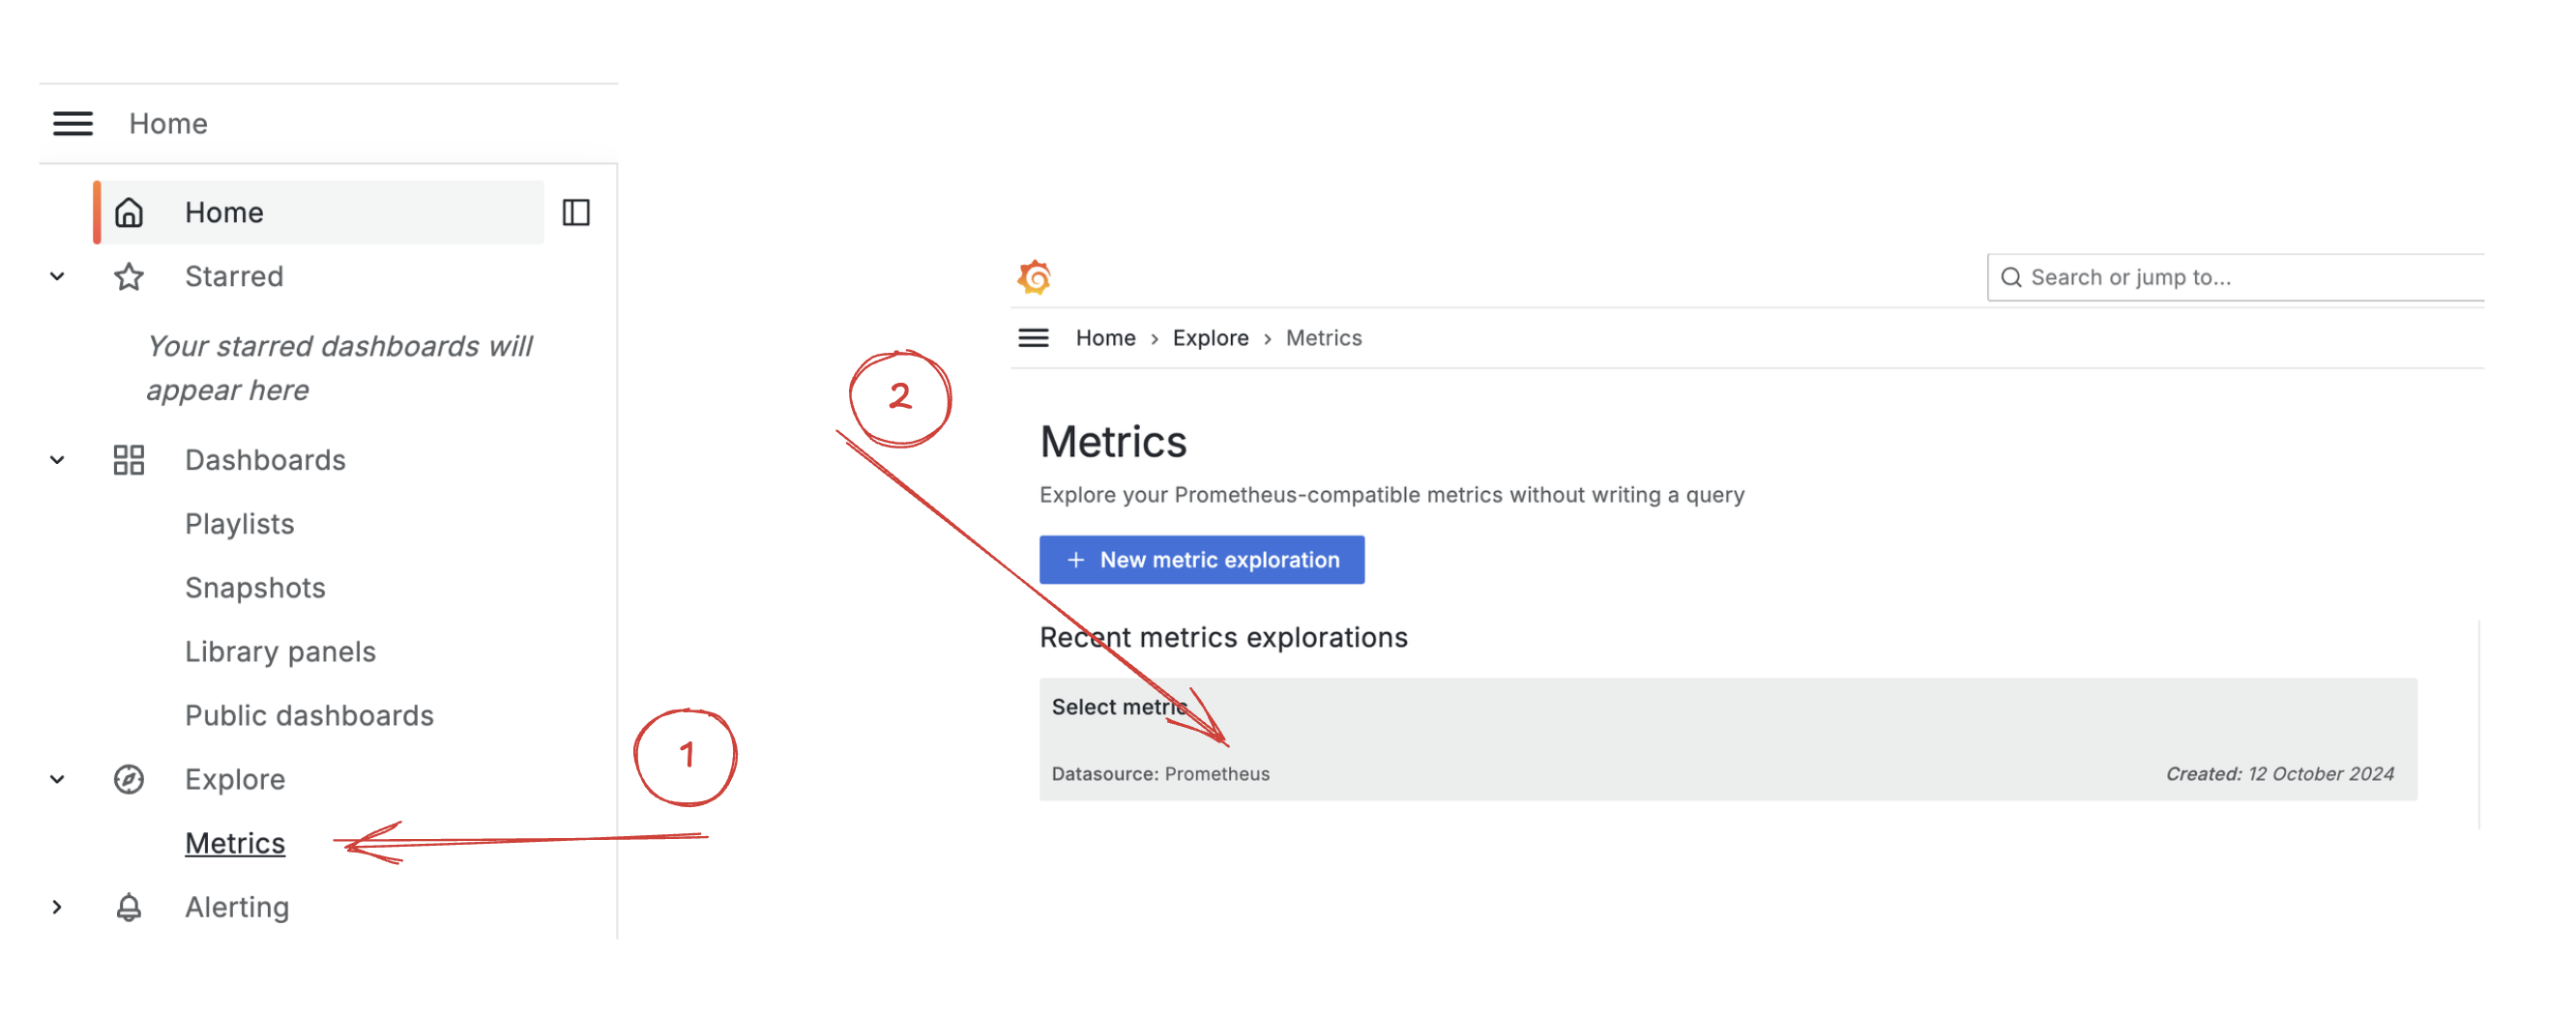 Home
Home
Starred
Your starred dashboards will
appear here
Dashboards
Playlists
Snapshots
Library panels
Public dashboards
1
Explore
Metrics
Alerting
Search or jump to...
Home › Explore › Metrics
2
Metrics
Explore your Prometheus-compatible metrics without writing a query
+ New metric exploration
Recent metrics explorations
Select metric
Datasource: Prometheus
Created: 12 October 2024